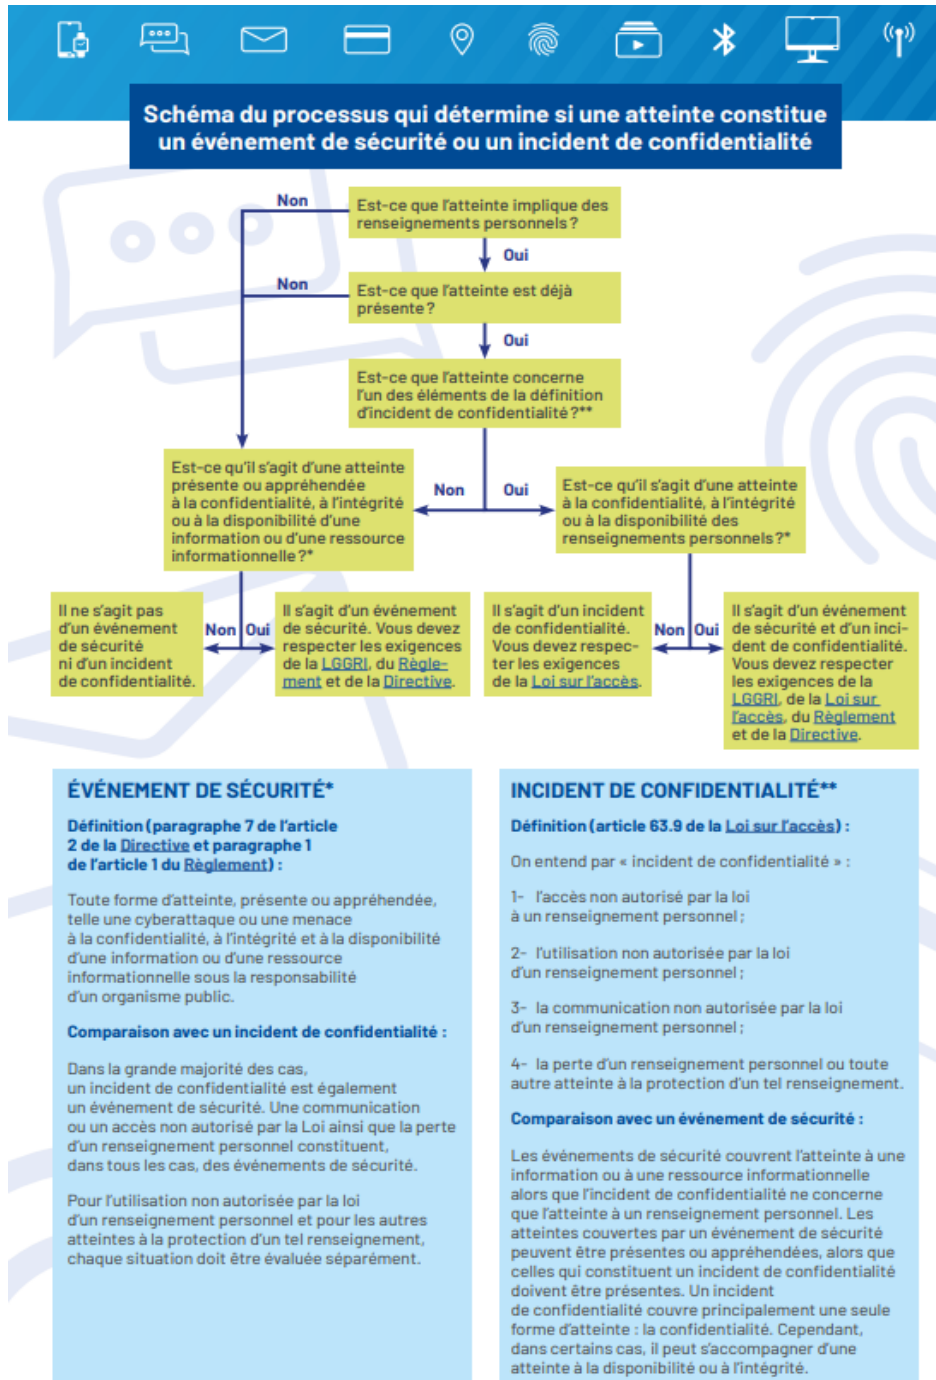 Schéma du processus qui détermine si une atteinte constitue
un événement de sécurité ou un incident de confidentialité
Non
Est-ce que l'atteinte implique des
renseignements personnels ?
Oui
Non
Est-ce que l'atteinte est déjà
présente ?
Oui
Est-ce que l'atteinte concerne
l'un des éléments de la définition
d'incident de confidentialité ?**
Est-ce qu'il s'agit d'une atteinte
présente ou appréhendée
à la confidentialité, à l'intégrité
ou à la disponibilité d'une
information ou d'une ressource
informationnelle ?*
Non
Oui
Est-ce qu'il s'agit d'une atteinte
à la confidentialité, à l'intégrité
ou à la disponibilité des
renseignements personnels ?*
Il ne s'agit pas
d'un événement
de sécurité
ni d'un incident
de confidentialité.
Non
Oui
Il s'agit d'un événement
de sécurité. Vous devez
respecter les exigences
de la LGGRI, du Règle-
ment et de la Directive.
Il s'agit d'un incident
de confidentialité.
Vous devez respec-
ter les exigences
de la Loi sur l'accès.
Non
Oui
Il s'agit d'un événement
de sécurité et d'un inci-
dent de confidentialité.
Vous devez respecter
les exigences de la
LGGRI, de la Loi sur
l'accès, du Règlement
et de la Directive.
ÉVÉNEMENT DE SÉCURITÉ*
Définition (paragraphe 7 de l'article
2 de la Directive et paragraphe 1
de l'article 1 du Règlement) :
Toute forme d'atteinte, présente ou appréhendée,
telle une cyberattaque ou une menace
à la confidentialité, à l'intégrité et à la disponibilité
d'une information ou d'une ressource
informationnelle sous la responsabilité
d'un organisme public.
Comparaison avec un incident de confidentialité :
Dans la grande majorité des cas,
un incident de confidentialité est également
un événement de sécurité. Une communication
ou un accès non autorisé par la Loi ainsi que la perte
d'un renseignement personnel constituent,
dans tous les cas, des événements de sécurité.
Pour l'utilisation non autorisée par la loi
d'un renseignement personnel et pour les autres
atteintes à la protection d'un tel renseignement,
chaque situation doit être évaluée séparément.
INCIDENT DE CONFIDENTIALITÉ**
Définition (article 63.9 de la Loi sur l'accès) :
On entend par « incident de confidentialité » :
1- l'accès non autorisé par la loi
à un renseignement personnel ;
2- l'utilisation non autorisée par la loi
d'un renseignement personnel ;
3- la communication non autorisée par la loi
d'un renseignement personnel ;
4- la perte d'un renseignement personnel ou toute
autre atteinte à la protection d'un tel renseignement.
Comparaison avec un événement de sécurité :
Les événements de sécurité couvrent l'atteinte à une
information ou à une ressource informationnelle
alors que l'incident de confidentialité ne concerne
que l'atteinte à un renseignement personnel. Les
atteintes couvertes par un événement de sécurité
peuvent être présentes ou appréhendées, alors que
celles qui constituent un incident de confidentialité
doivent être présentes. Un incident
de confidentialité couvre principalement une seule
forme d'atteinte : la confidentialité. Cependant,
dans certains cas, il peut s'accompagner d'une
atteinte à la disponibilité ou à l'intégrité.